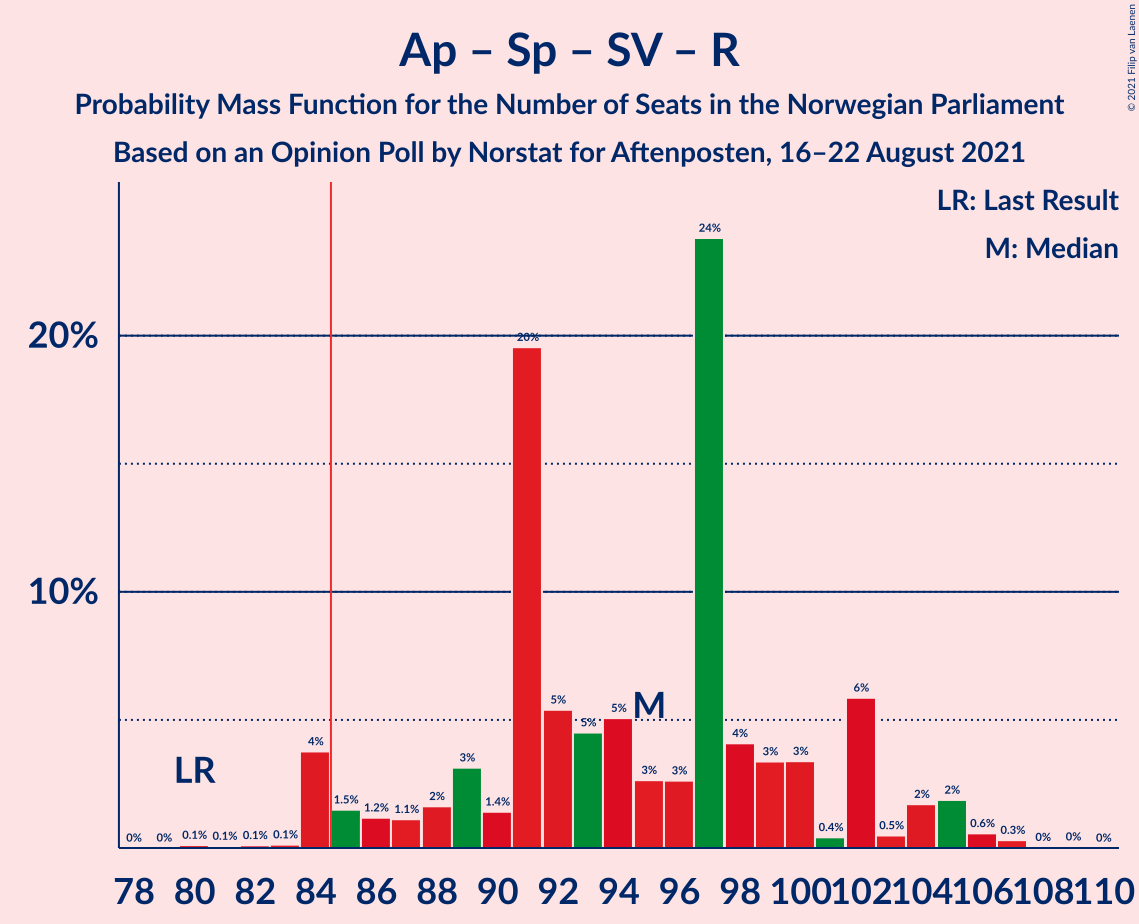 Ap – Sp – SV – R
Probability Mass Function for the Number of Seats in the Norwegian Parliament
Based on an Opinion Poll by Norstat for Aftenposten, 16–22 August 2021
© 2021 Filip van Laenen
LR: Last Result
M: Median
20%
10%
LR
M
0% 0% 0.1% 0.1% 0.1% 0.1% 4% 1.5% 1.2% 1.1% 2% 3% 1.4% 20% 5% 5% 5% 3% 3% 24% 4% 3% 3% 0.4% 6% 0.5% 2% 2% 0.6% 0.3% 0% 0% 0%
78 80 82 84 86 88 90 92 94 96 98 100 102 104 106 108 110